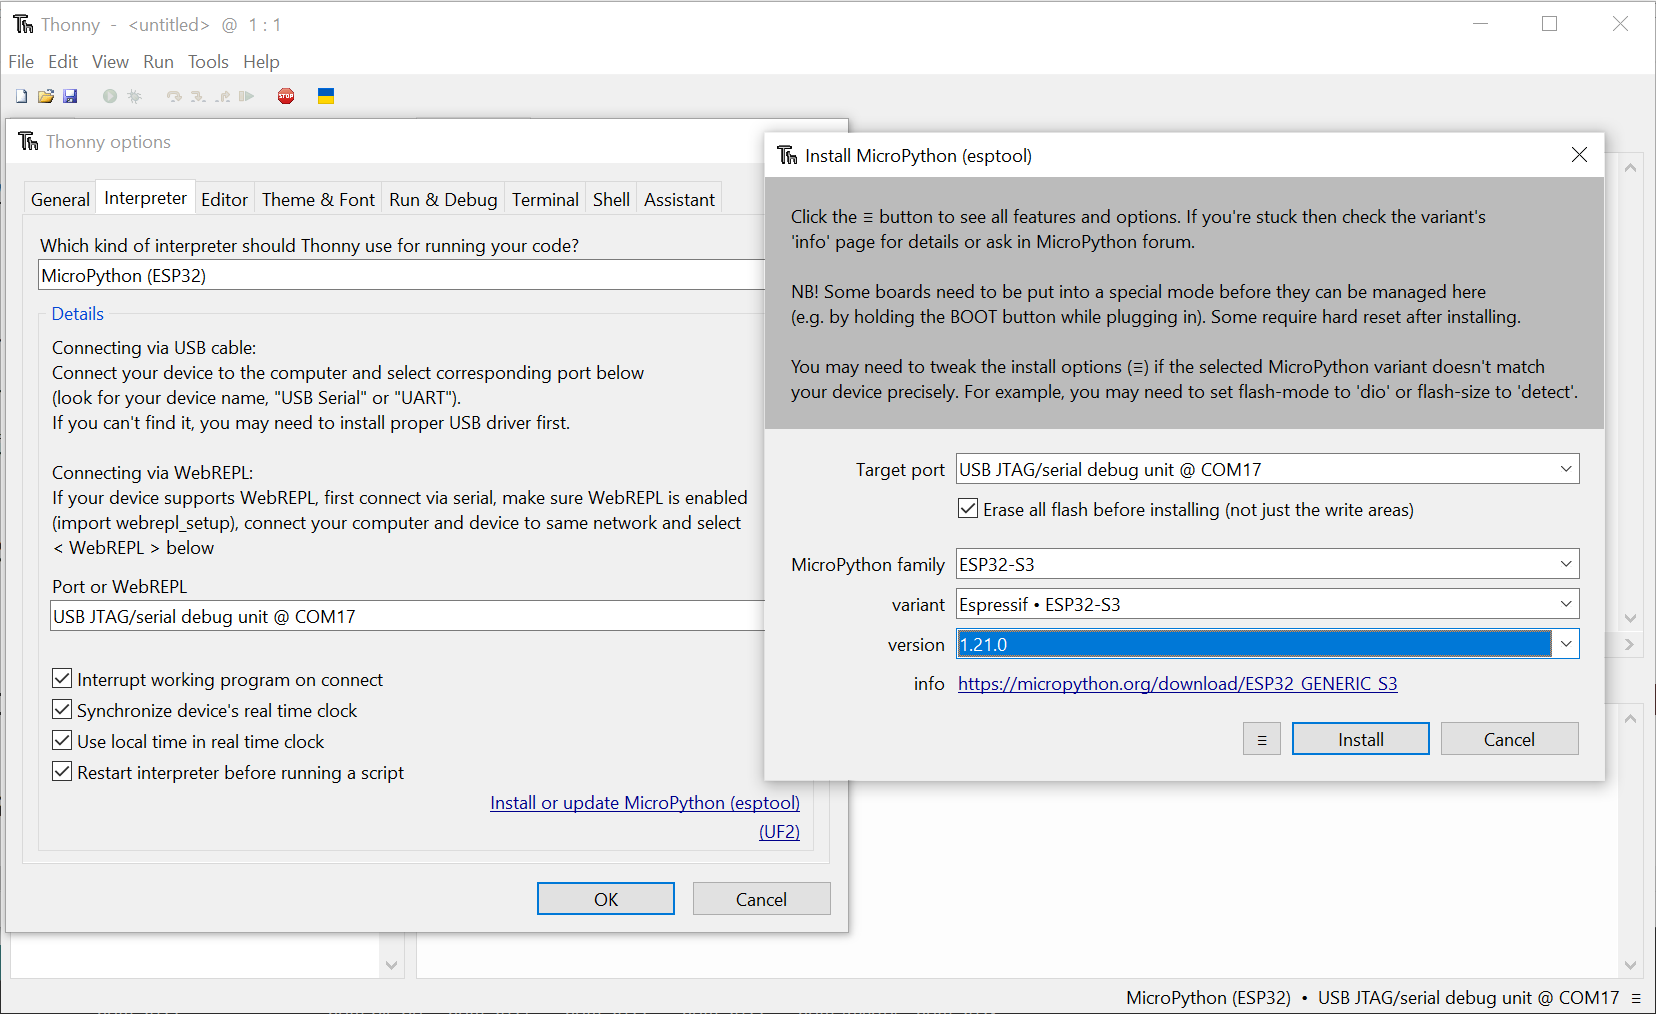 Thonny - <untitled> @ 1 : 1
File Edit View Run Tools Help
STOP
Thonny options
General Interpreter Editor Theme & Font Run & Debug Terminal Shell Assistant
Which kind of interpreter should Thonny use for running your code?
MicroPython (ESP32)
Details
Connecting via USB cable:
Connect your device to the computer and select corresponding port below
(look for your device name, "USB Serial" or "UART").
If you can't find it, you may need to install proper USB driver first.
Connecting via WebREPL:
If your device supports WebREPL, first connect via serial, make sure WebREPL is enabled
(import webrepl_setup), connect your computer and device to same network and select
< WebREPL > below
Port or WebREPL
USB JTAG/serial debug unit @ COM17
Interrupt working program on connect
Synchronize device's real time clock
Use local time in real time clock
Restart interpreter before running a script
Install or update MicroPython (esptool)
(UF2)
OK Cancel
Install MicroPython (esptool)
Click the ≡ button to see all features and options. If you're stuck then check the variant's
'info' page for details or ask in MicroPython forum.
NB! Some boards need to be put into a special mode before they can be managed here
(e.g. by holding the BOOT button while plugging in). Some require hard reset after installing.
You may need to tweak the install options (≡) if the selected MicroPython variant doesn't match
your device precisely. For example, you may need to set flash-mode to 'dio' or flash-size to 'detect'.
Target port USB JTAG/serial debug unit @ COM17
Erase all flash before installing (not just the write areas)
MicroPython family ESP32-S3
variant Espressif • ESP32-S3
version 1.21.0
info https://micropython.org/download/ESP32_GENERIC_S3
≡ Install Cancel
MicroPython (ESP32) • USB JTAG/serial debug unit @ COM17 ≡